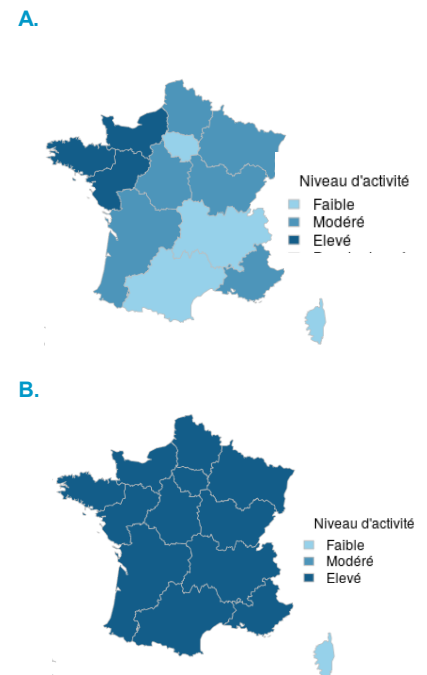 A.
Niveau d'activité
Faible
Modéré
Elevé
B.
Niveau d'activité
Faible
Modéré
Elevé